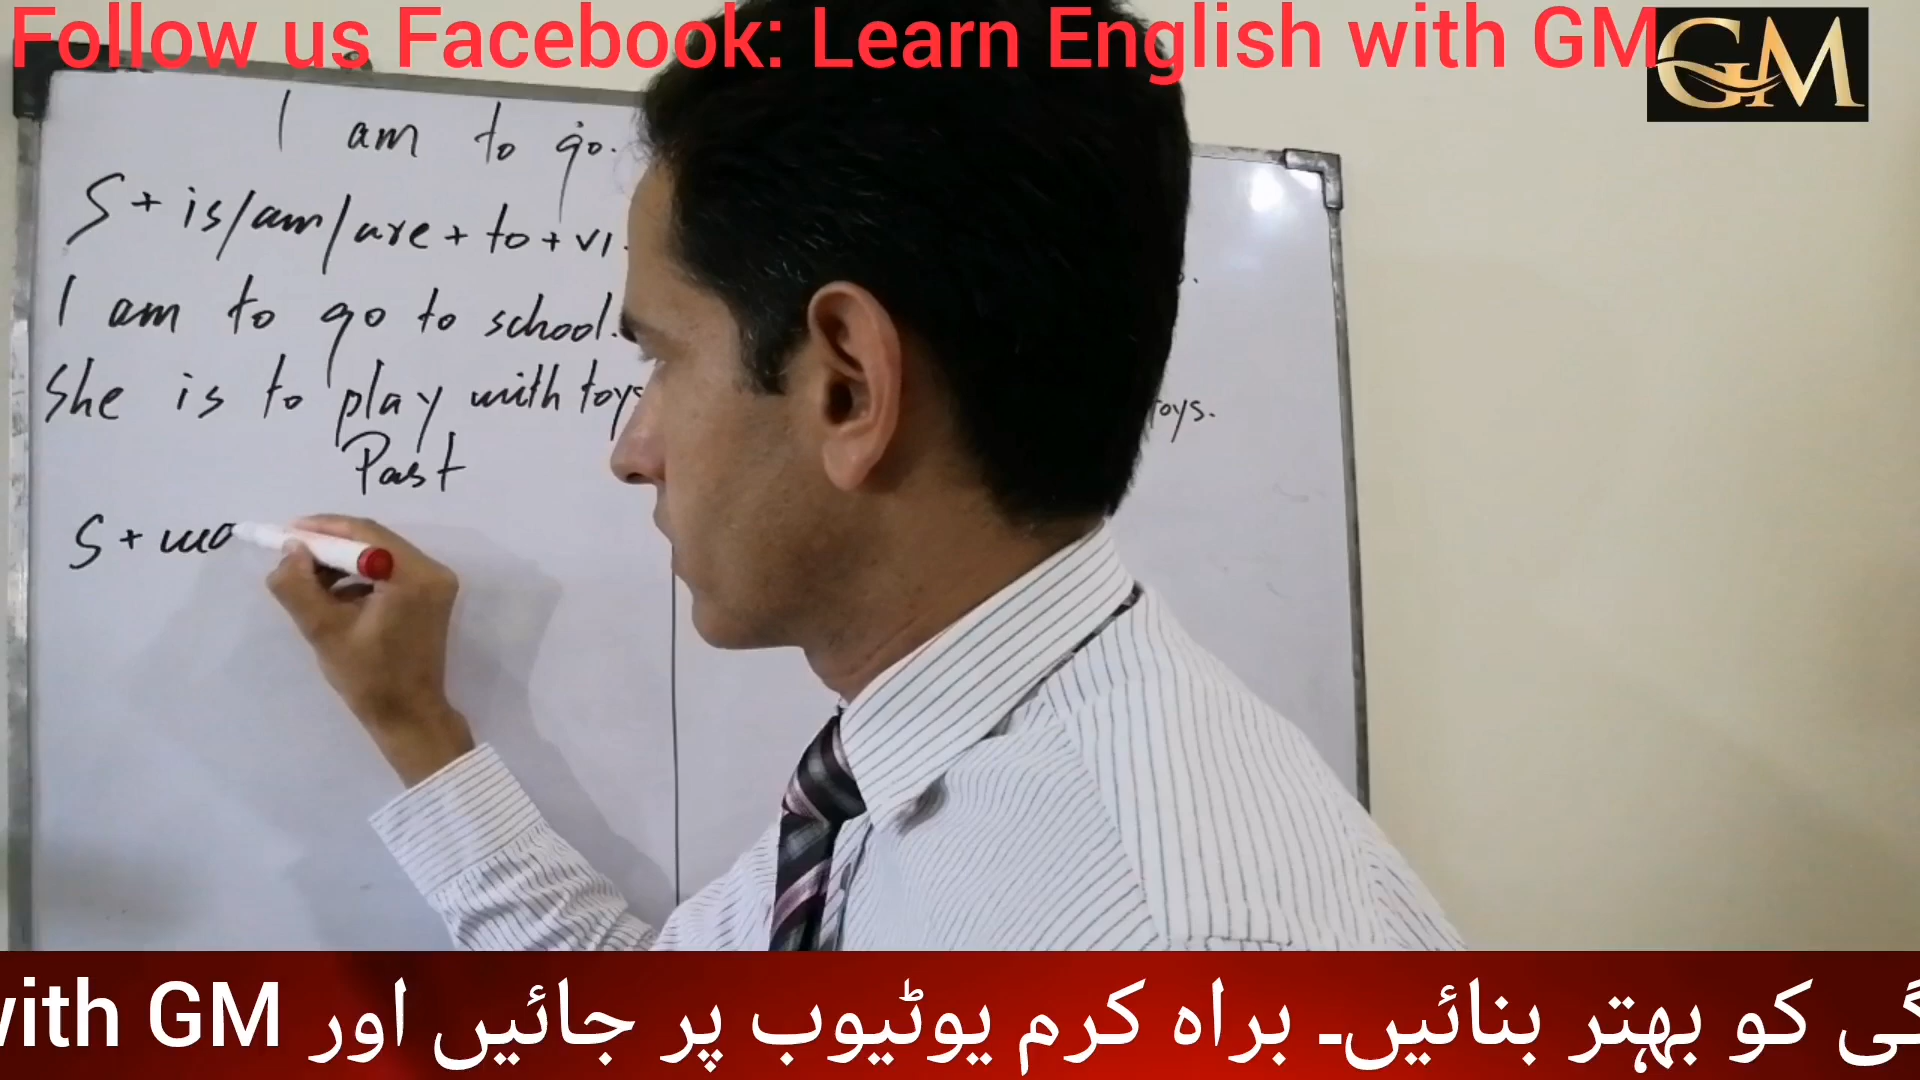 Follow us Facebook: Learn English with GM
GM
I am to go.
S + is/am/are + to + v1.
I am to go to school.
She is to play with toys
toys.
Past
S + wa
گی کو بہتر بنائیں۔ براہ کرم یوٹیوب پر جائیں اور with GM